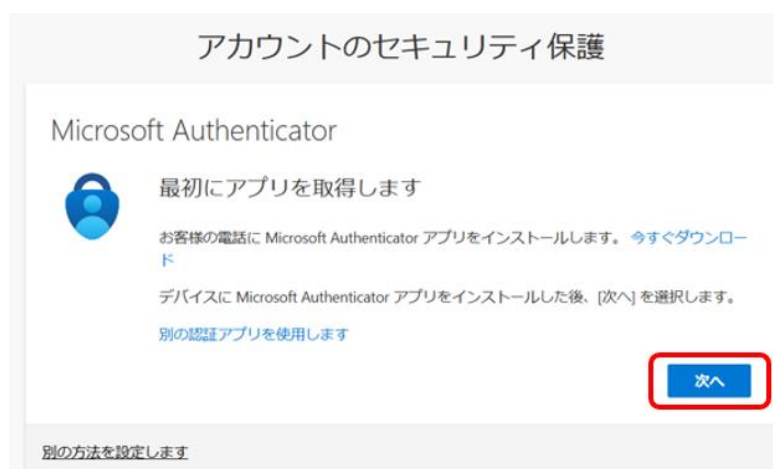 アカウントのセキュリティ保護
Microsoft Authenticator
最初にアプリを取得します
お客様の電話に Microsoft Authenticator アプリをインストールします。 今すぐダウンロー
ド
デバイスに Microsoft Authenticator アプリをインストールした後、[次へ] を選択します。
別の認証アプリを使用します
次へ
別の方法を設定します